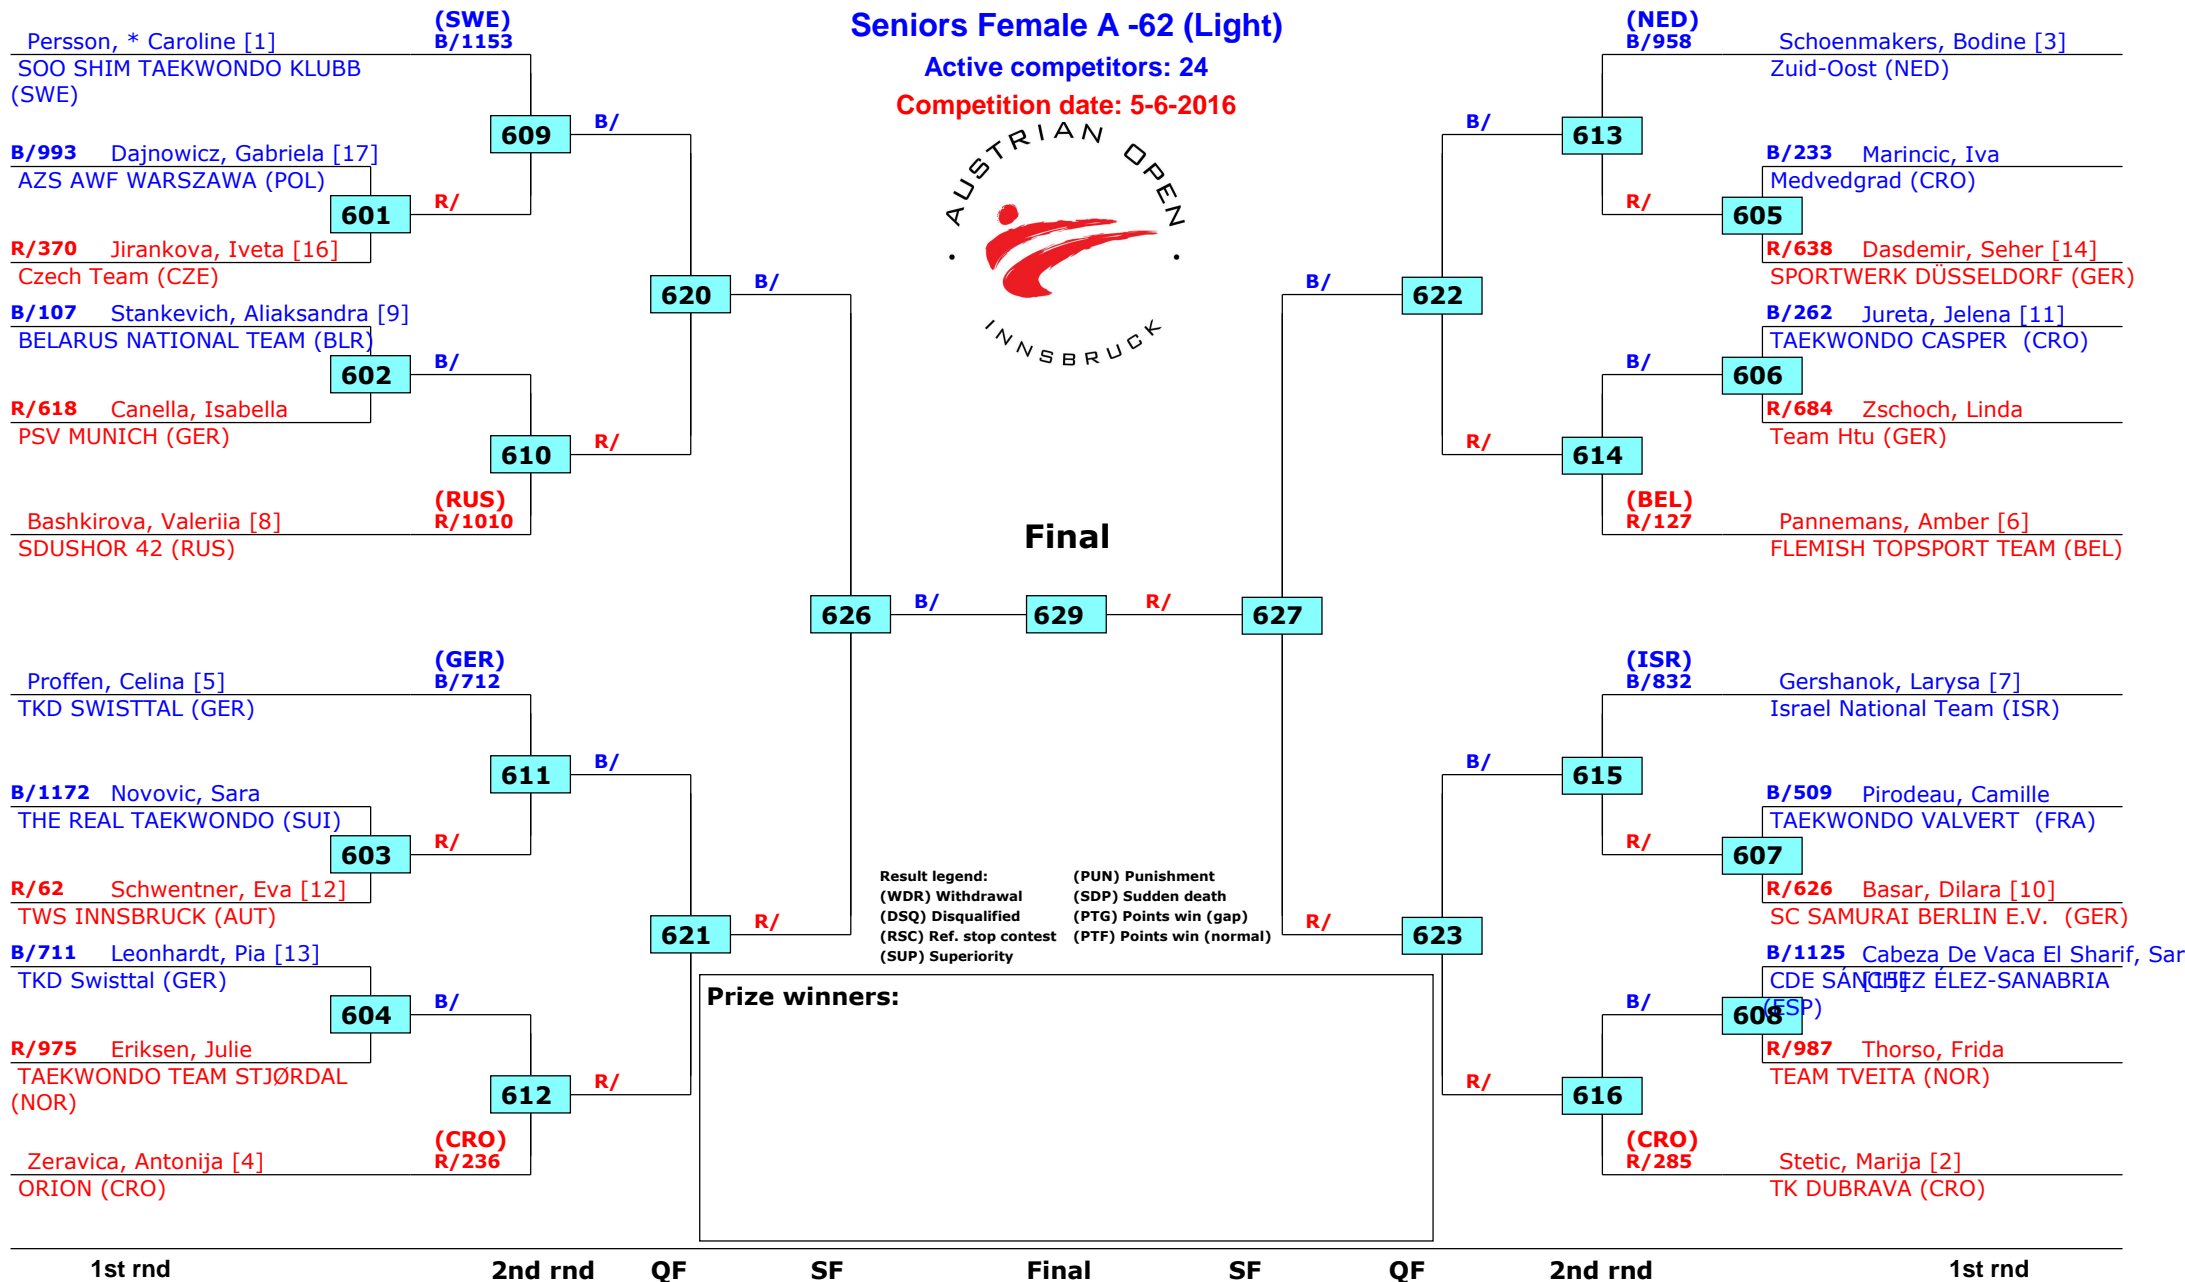 Seniors Female A -62 (Light)
Active competitors: 24
Competition date: 5-6-2016
AUSTRIAN OPEN
INNSBRUCK
(SWE)
Persson, * Caroline [1] B/1153
SOO SHIM TAEKWONDO KLUBB
(SWE)
609 B/
B/993 Dajnowicz, Gabriela [17]
AZS AWF WARSZAWA (POL)
601 R/
R/370 Jirankova, Iveta [16]
Czech Team (CZE)
620 B/
B/107 Stankevich, Aliaksandra [9]
BELARUS NATIONAL TEAM (BLR)
602 B/
R/618 Canella, Isabella
PSV MUNICH (GER)
610 R/
(RUS)
Bashkirova, Valeriia [8] R/1010
SDUSHOR 42 (RUS)
626 B/
(GER)
Proffen, Celina [5] B/712
TKD SWISTTAL (GER)
611 B/
B/1172 Novovic, Sara
THE REAL TAEKWONDO (SUI)
603 R/
R/62 Schwentner, Eva [12]
TWS INNSBRUCK (AUT)
621 R/
B/711 Leonhardt, Pia [13]
TKD Swisttal (GER)
604 B/
R/975 Eriksen, Julie
TAEKWONDO TEAM STJØRDAL
(NOR)
612 R/
(CRO)
Zeravica, Antonija [4] R/236
ORION (CRO)
Final
629
(NED)
B/958 Schoenmakers, Bodine [3]
Zuid-Oost (NED)
B/ 613
B/233 Marincic, Iva
Medvedgrad (CRO)
R/ 605
R/638 Dasdemir, Seher [14]
SPORTWERK DÜSSELDORF (GER)
B/ 622
B/262 Jureta, Jelena [11]
TAEKWONDO CASPER (CRO)
B/ 606
R/684 Zschoch, Linda
Team Htu (GER)
R/ 614
(BEL)
R/127 Pannemans, Amber [6]
FLEMISH TOPSPORT TEAM (BEL)
R/ 627
(ISR)
B/832 Gershanok, Larysa [7]
Israel National Team (ISR)
B/ 615
B/509 Pirodeau, Camille
TAEKWONDO VALVERT (FRA)
R/ 607
R/626 Basar, Dilara [10]
SC SAMURAI BERLIN E.V. (GER)
R/ 623
B/1125 Cabeza De Vaca El Sharif, Sar
[15]
CDE SÁNCHEZ ÉLEZ-SANABRIA
(ESP)
B/ 608
R/987 Thorso, Frida
TEAM TVEITA (NOR)
R/ 616
(CRO)
R/285 Stetic, Marija [2]
TK DUBRAVA (CRO)
Result legend: (PUN) Punishment
(WDR) Withdrawal (SDP) Sudden death
(DSQ) Disqualified (PTG) Points win (gap)
(RSC) Ref. stop contest (PTF) Points win (normal)
(SUP) Superiority
Prize winners:
1st rnd 2nd rnd QF SF Final SF QF 2nd rnd 1st rnd